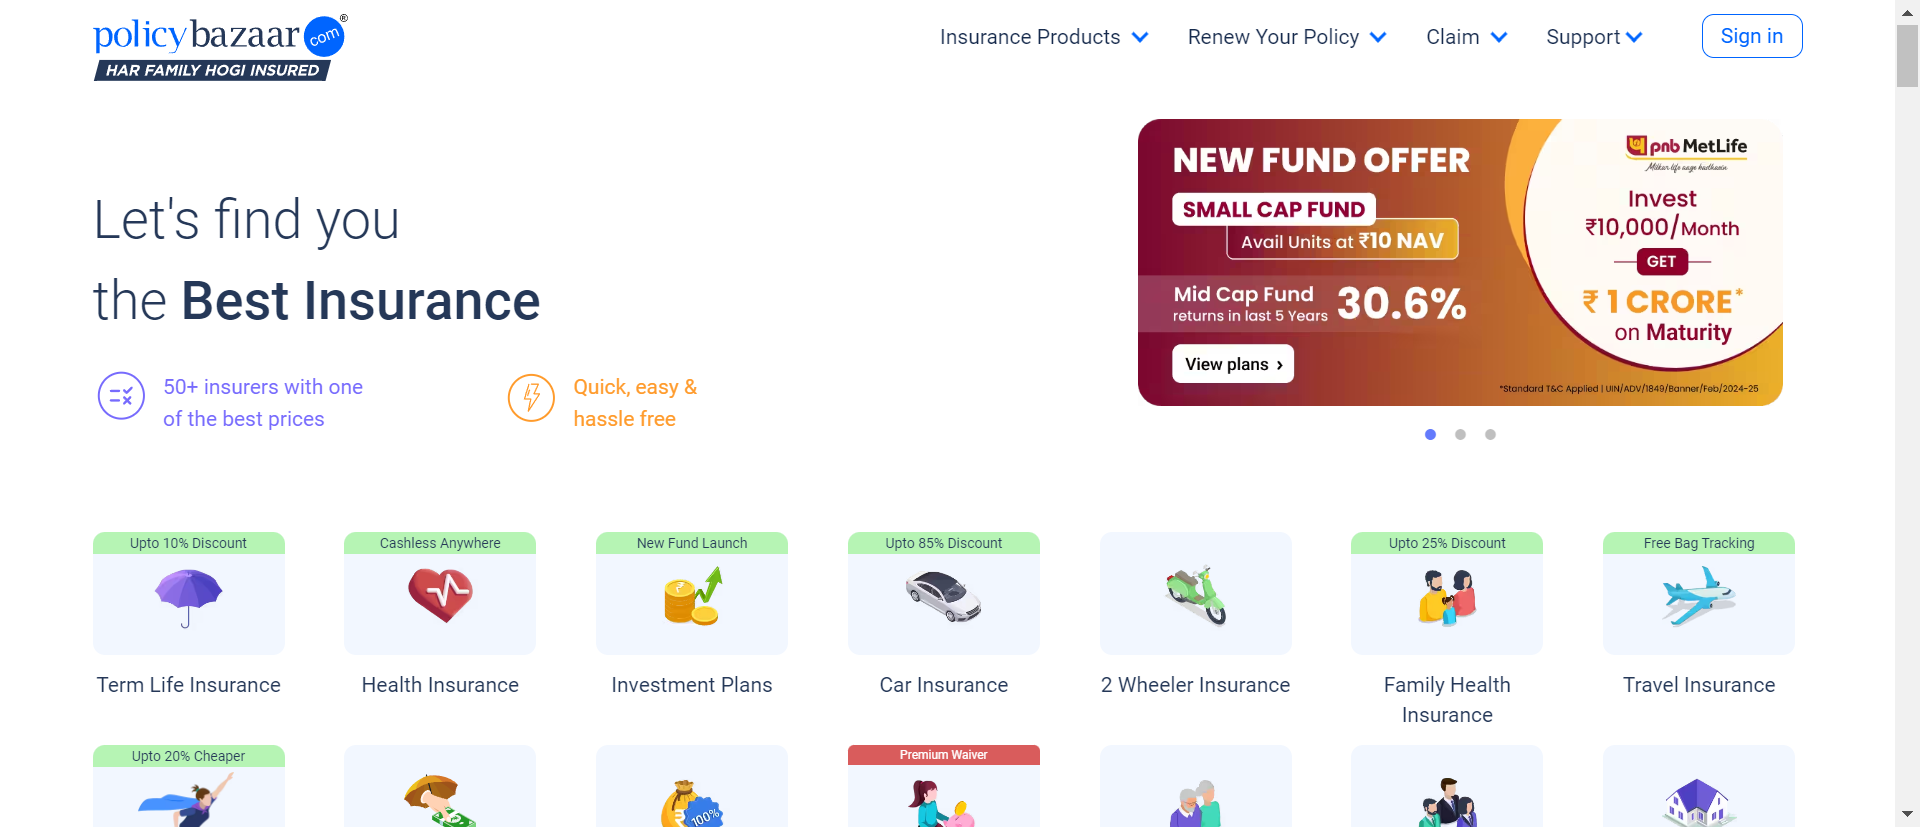 policybazaar com ®
HAR FAMILY HOGI INSURED
Insurance Products
Renew Your Policy
Claim
Support
Sign in
Let's find you
the Best Insurance
50+ insurers with one
of the best prices
Quick, easy &
hassle free
NEW FUND OFFER
SMALL CAP FUND
Avail Units at ₹10 NAV
Mid Cap Fund
returns in last 5 Years
30.6%
View plans ›
pnb MetLife
Milkar life aage badhaein
Invest
₹10,000/Month
GET
₹ 1 CRORE*
on Maturity
*Standard T&C Applied | UIN/ADV/1849/Banner/Feb/2024-25
Upto 10% Discount
Cashless Anywhere
New Fund Launch
Upto 85% Discount
Upto 25% Discount
Free Bag Tracking
Term Life Insurance
Health Insurance
Investment Plans
Car Insurance
2 Wheeler Insurance
Family Health
Insurance
Travel Insurance
Upto 20% Cheaper
Premium Waiver
100%